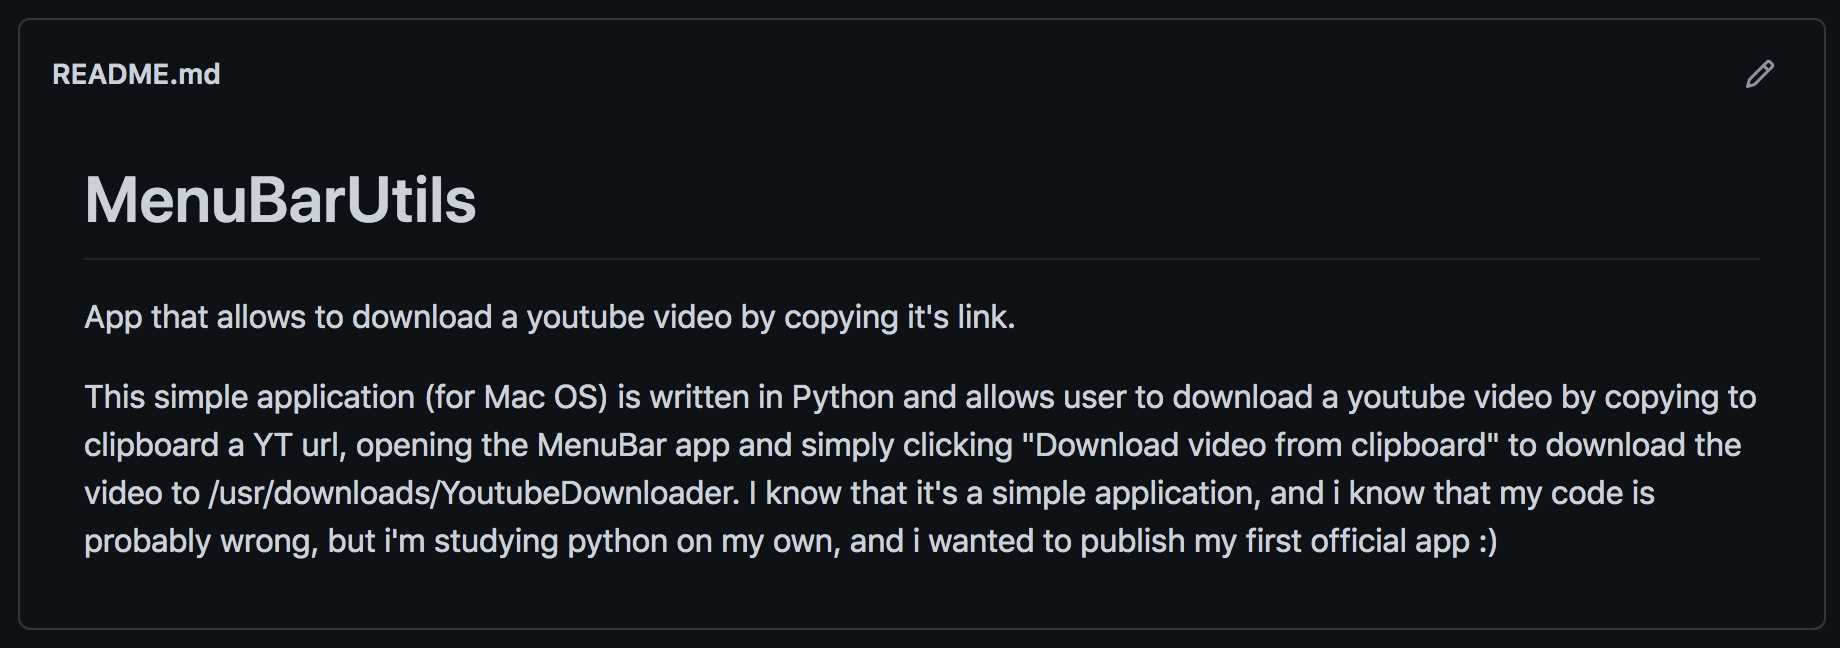 README.md
MenuBarUtils
App that allows to download a youtube video by copying it's link.
This simple application (for Mac OS) is written in Python and allows user to download a youtube video by copying to
clipboard a YT url, opening the MenuBar app and simply clicking "Download video from clipboard" to download the
video to /usr/downloads/YoutubeDownloader. I know that it's a simple application, and i know that my code is
probably wrong, but i'm studying python on my own, and i wanted to publish my first official app :)